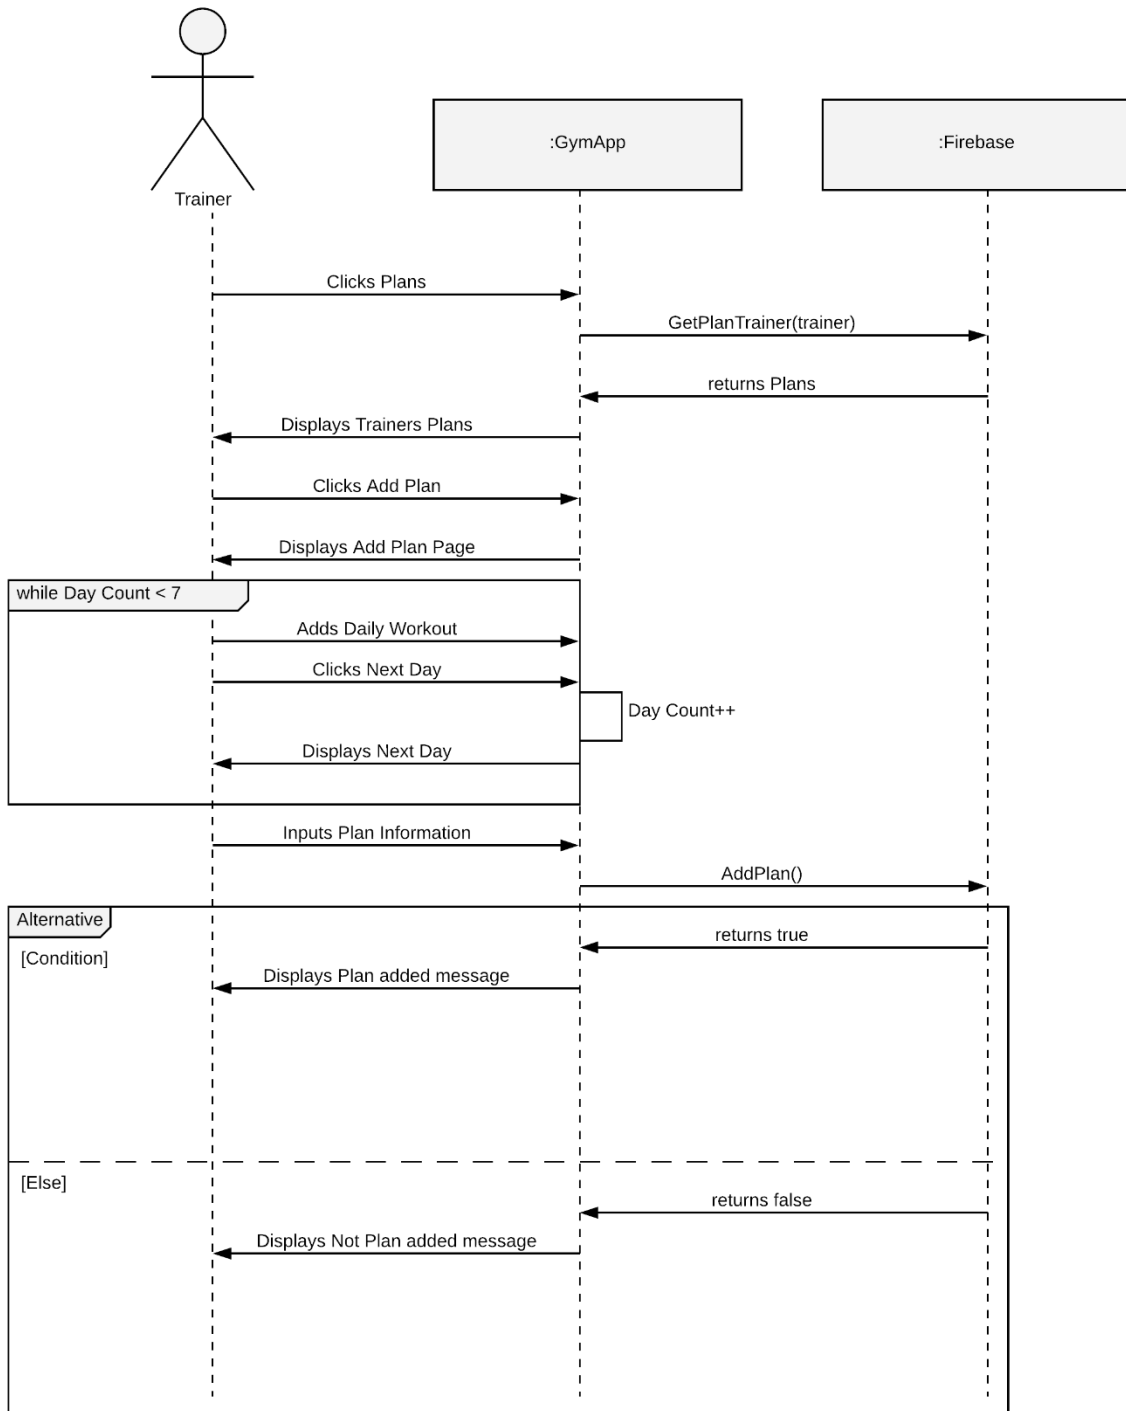 :GymApp
:Firebase
Trainer
Clicks Plans
GetPlanTrainer(trainer)
returns Plans
Displays Trainers Plans
Clicks Add Plan
Displays Add Plan Page
while Day Count < 7
Adds Daily Workout
Clicks Next Day
Day Count++
Displays Next Day
Inputs Plan Information
AddPlan()
Alternative
returns true
[Condition]
Displays Plan added message
[Else]
returns false
Displays Not Plan added message